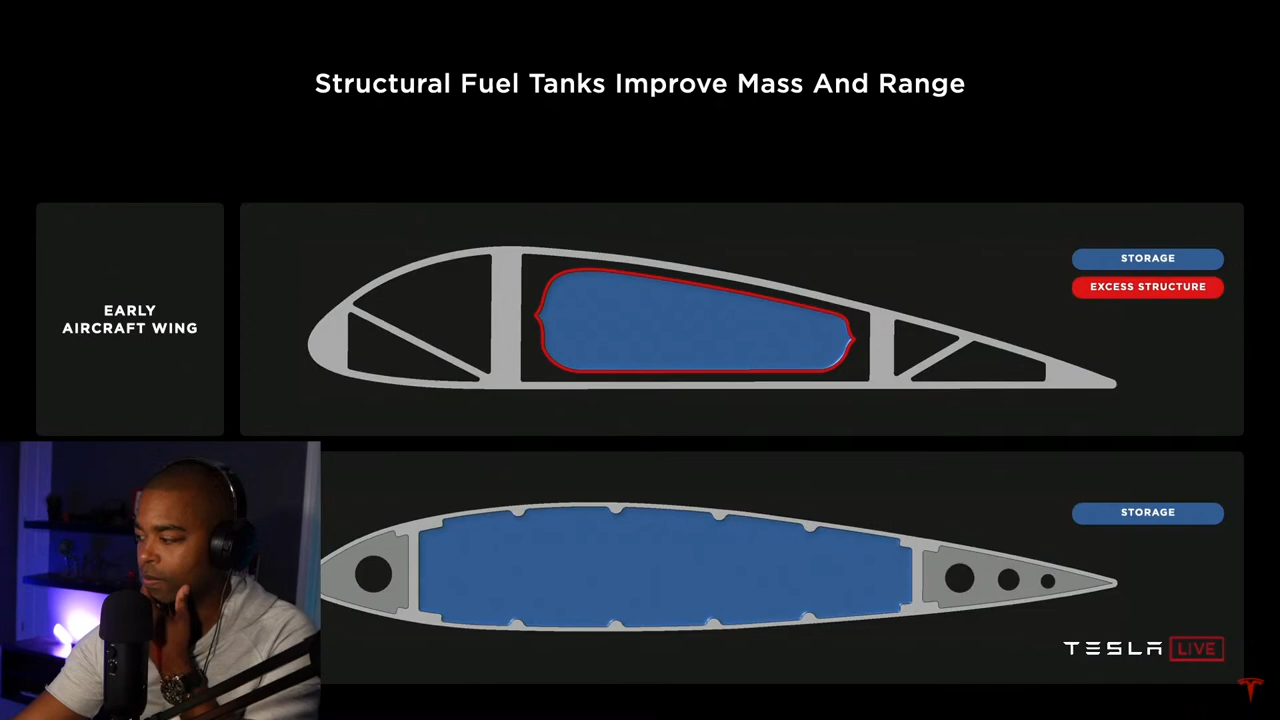 Structural Fuel Tanks Improve Mass And Range
EARLY
AIRCRAFT WING
STORAGE
EXCESS STRUCTURE
STORAGE
TESLA LIVE